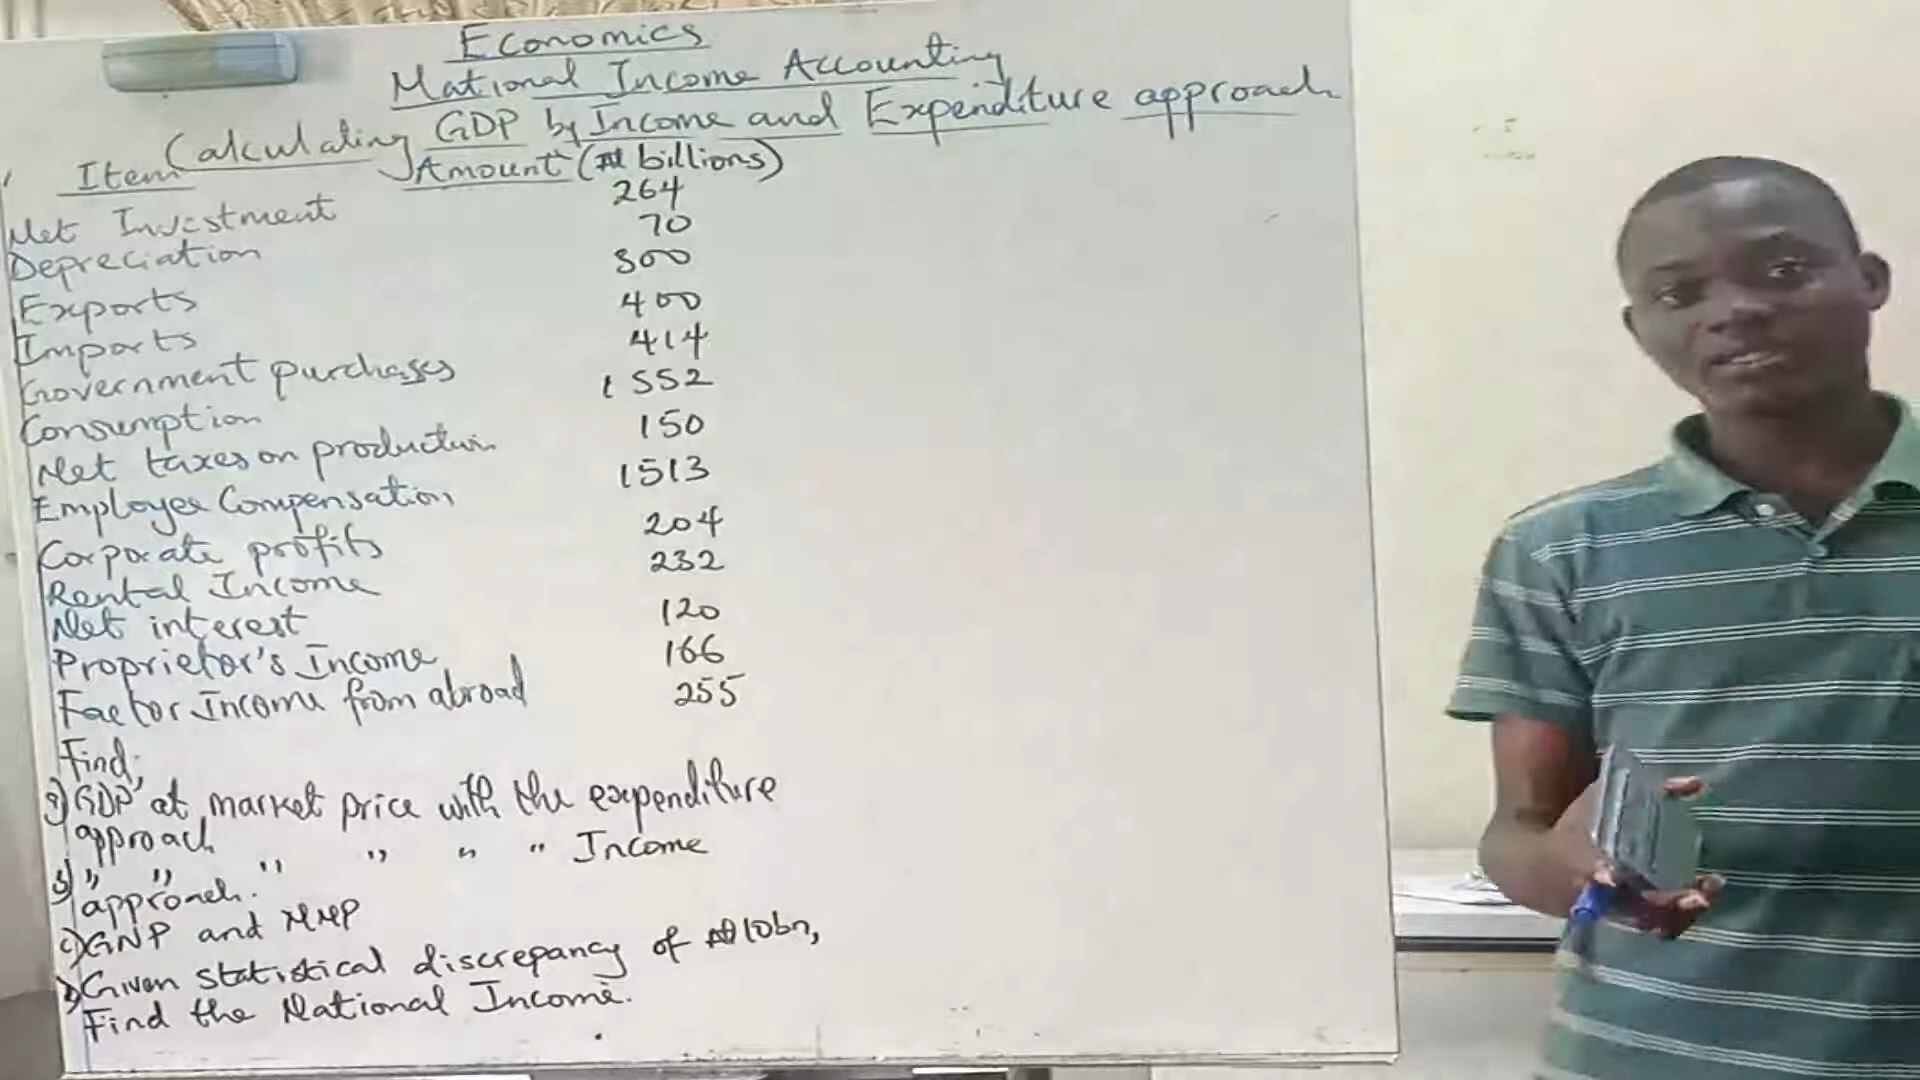 Economics
National Income Accounting
Calculating GDP by Income and Expenditure approach
Item Amount (₦ billions)
Net Investment 264
Depreciation 70
Exports 300
Imports 400
Government purchases 414
Consumption 1552
Net taxes on production 150
Employee Compensation 1513
Corporate profits 204
Rental Income 232
Net interest 120
Proprietor's Income 166
Factor Income from abroad 255
Find;
a) GDP at market price with the expenditure
approach
b) " " " " " " Income
approach.
c) GNP and NNP
d) Given statistical discrepancy of ₦10bn,
Find the National Income.